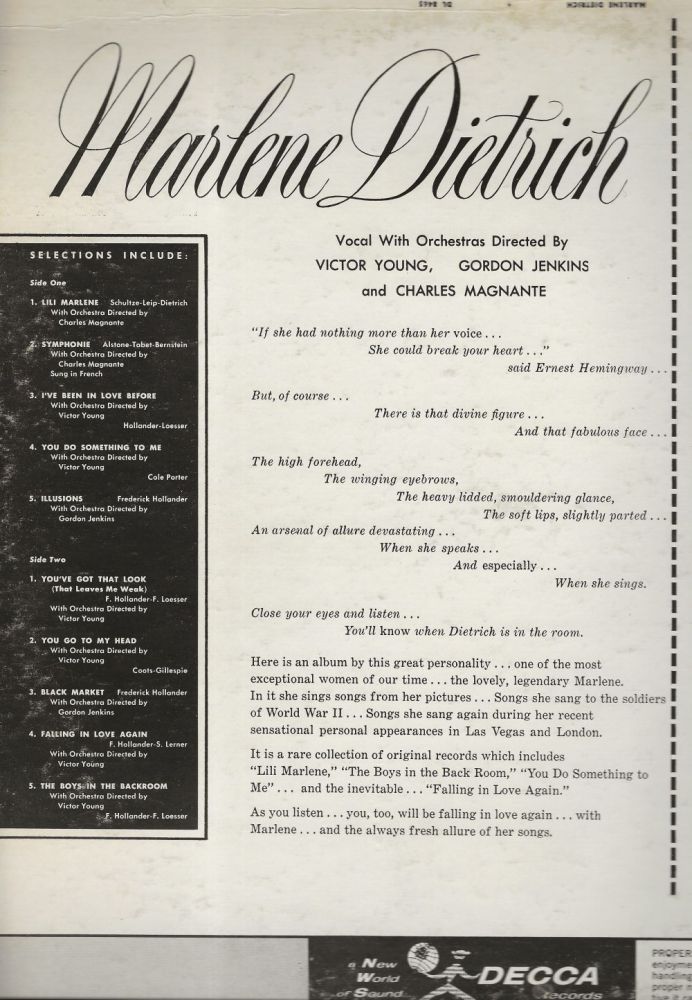 MARLENE DIETRICH • DL 8465
Marlene Dietrich
Vocal With Orchestras Directed By
VICTOR YOUNG, GORDON JENKINS
and CHARLES MAGNANTE
SELECTIONS INCLUDE:
Side One
1. LILI MARLENE Schultze-Leip-Dietrich
With Orchestra Directed by
Charles Magnante
2. SYMPHONIE Alstone-Tabet-Bernstein
With Orchestra Directed by
Charles Magnante
Sung in French
3. I'VE BEEN IN LOVE BEFORE
With Orchestra Directed by
Victor Young
Hollander-Loesser
4. YOU DO SOMETHING TO ME
With Orchestra Directed by
Victor Young
Cole Porter
5. ILLUSIONS Frederick Hollander
With Orchestra Directed by
Gordon Jenkins
Side Two
1. YOU'VE GOT THAT LOOK
(That Leaves Me Weak)
F. Hollander-F. Loesser
With Orchestra Directed by
Victor Young
2. YOU GO TO MY HEAD
With Orchestra Directed by
Victor Young
Coots-Gillespie
3. BLACK MARKET Frederick Hollander
With Orchestra Directed by
Gordon Jenkins
4. FALLING IN LOVE AGAIN
F. Hollander-S. Lerner
With Orchestra Directed by
Victor Young
5. THE BOYS IN THE BACKROOM
With Orchestra Directed by
Victor Young
F. Hollander-F. Loesser
"If she had nothing more than her voice . . .
She could break your heart . . ."
said Ernest Hemingway . . .
But, of course . . .
There is that divine figure . . .
And that fabulous face . . .
The high forehead,
The winging eyebrows,
The heavy lidded, smouldering glance,
The soft lips, slightly parted . . .
An arsenal of allure devastating . . .
When she speaks . . .
And especially . . .
When she sings.
Close your eyes and listen . . .
You'll know when Dietrich is in the room.
Here is an album by this great personality . . . one of the most
exceptional women of our time . . . the lovely, legendary Marlene.
In it she sings songs from her pictures . . . Songs she sang to the soldiers
of World War II . . . Songs she sang again during her recent
sensational personal appearances in Las Vegas and London.
It is a rare collection of original records which includes
"Lili Marlene," "The Boys in the Back Room," "You Do Something to
Me" . . . and the inevitable . . . "Falling in Love Again."
As you listen . . . you, too, will be falling in love again . . . with
Marlene . . . and the always fresh allure of her songs.
a New
World
of Sound
DECCA
records
PROPER
enjoyme
handling
proper n